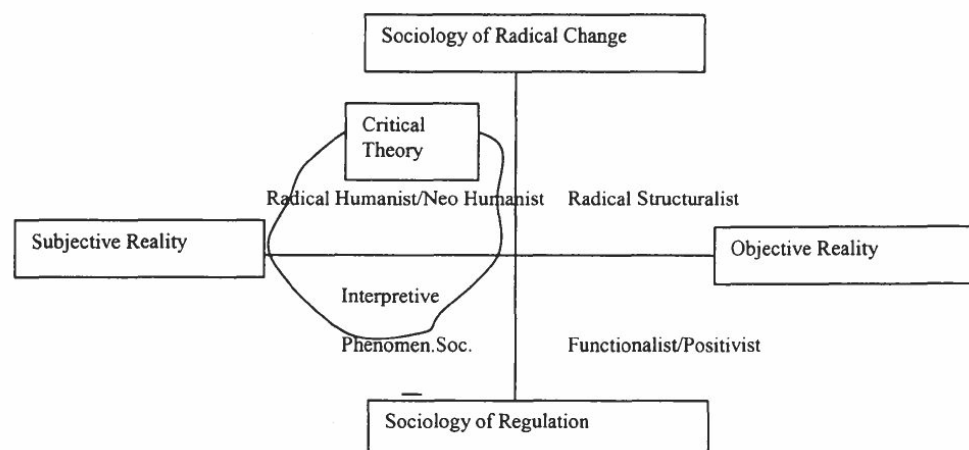 Sociology of Radical Change
Critical
Theory
Radical Humanist/Neo Humanist
Radical Structuralist
Subjective Reality
Objective Reality
Interpretive
Phenomen.Soc.
Functionalist/Positivist
Sociology of Regulation